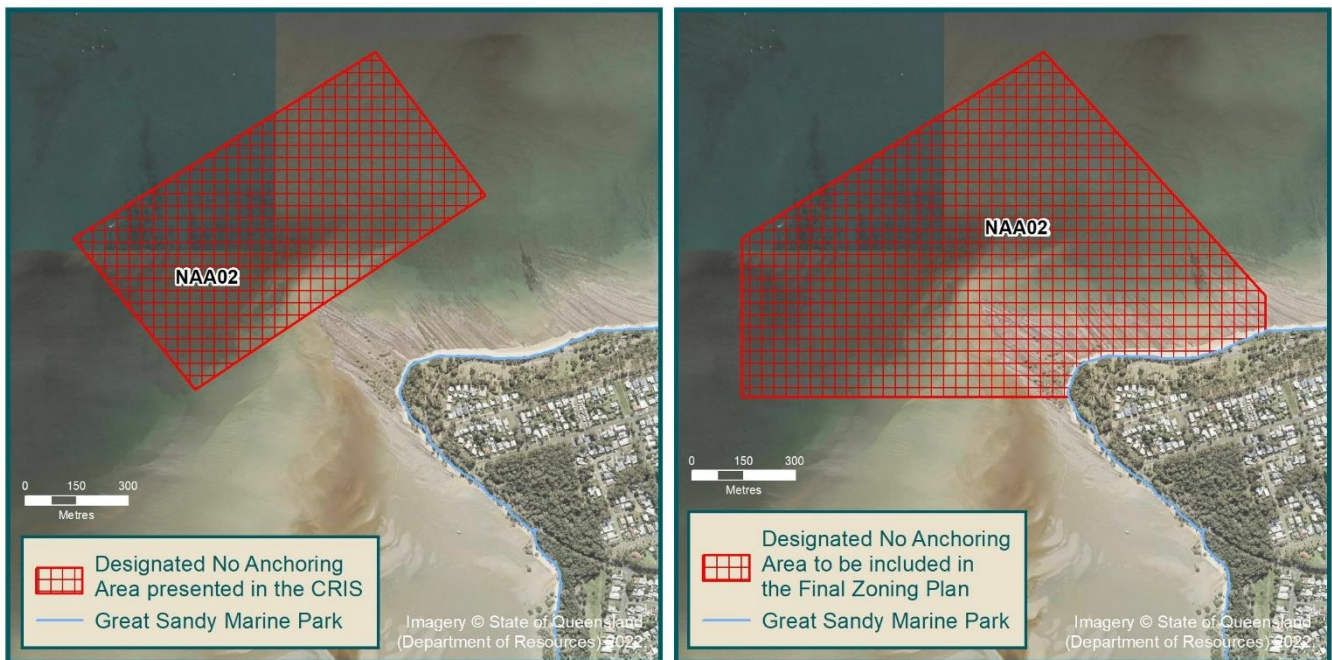 NAA02
0 150 300
Metres
Designated No Anchoring
Area presented in the CRIS
Great Sandy Marine Park
Imagery © State of Queensland
(Department of Resources) 2022
NAA02
0 150 300
Metres
Designated No Anchoring
Area to be included in
the Final Zoning Plan
Great Sandy Marine Park
Imagery © State of Queensland
(Department of Resources) 2022